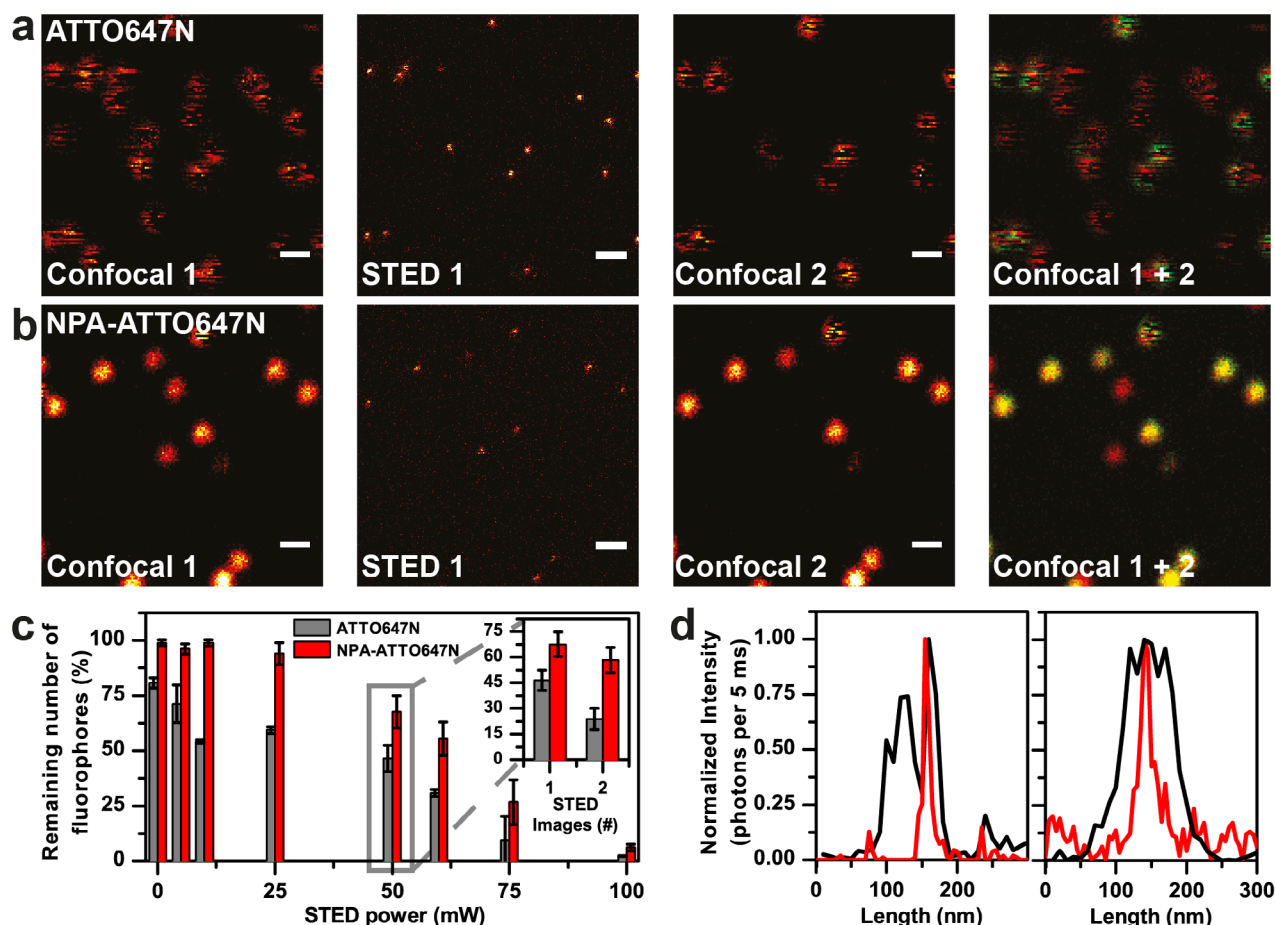 a
ATTO647N
Confocal 1
STED 1
Confocal 2
Confocal 1 + 2
b
NPA-ATTO647N
Confocal 1
STED 1
Confocal 2
Confocal 1 + 2
c
Remaining number of
fluorophores (%)
100
75
50
25
0
ATTO647N
NPA-ATTO647N
75
60
45
30
15
0
1
2
STED
Images (#)
0
25
50
75
100
STED power (mW)
d
Normalized Intensity
(photons per 5 ms)
1.00
0.75
0.50
0.25
0.00
0
100
200
Length (nm)
0
100
200
300
Length (nm)